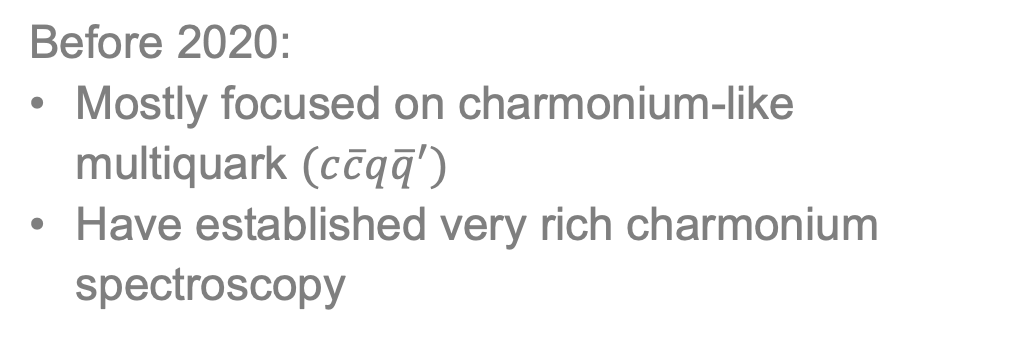 Before 2020:
• Mostly focused on charmonium-like
multiquark (cc̄qq̄′)
• Have established very rich charmonium
spectroscopy